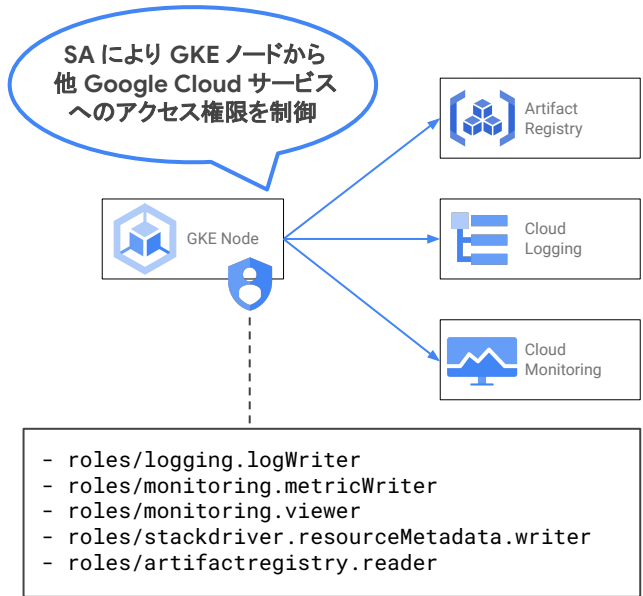 SA により GKE ノードから
他 Google Cloud サービス
へのアクセス権限を制御
Artifact
Registry
GKE Node
Cloud
Logging
Cloud
Monitoring
- roles/logging.logWriter
- roles/monitoring.metricWriter
- roles/monitoring.viewer
- roles/stackdriver.resourceMetadata.writer
- roles/artifactregistry.reader